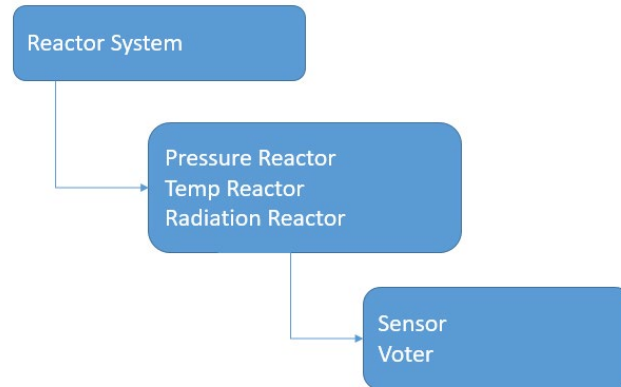 Reactor System
Pressure Reactor
Temp Reactor
Radiation Reactor
Sensor
Voter